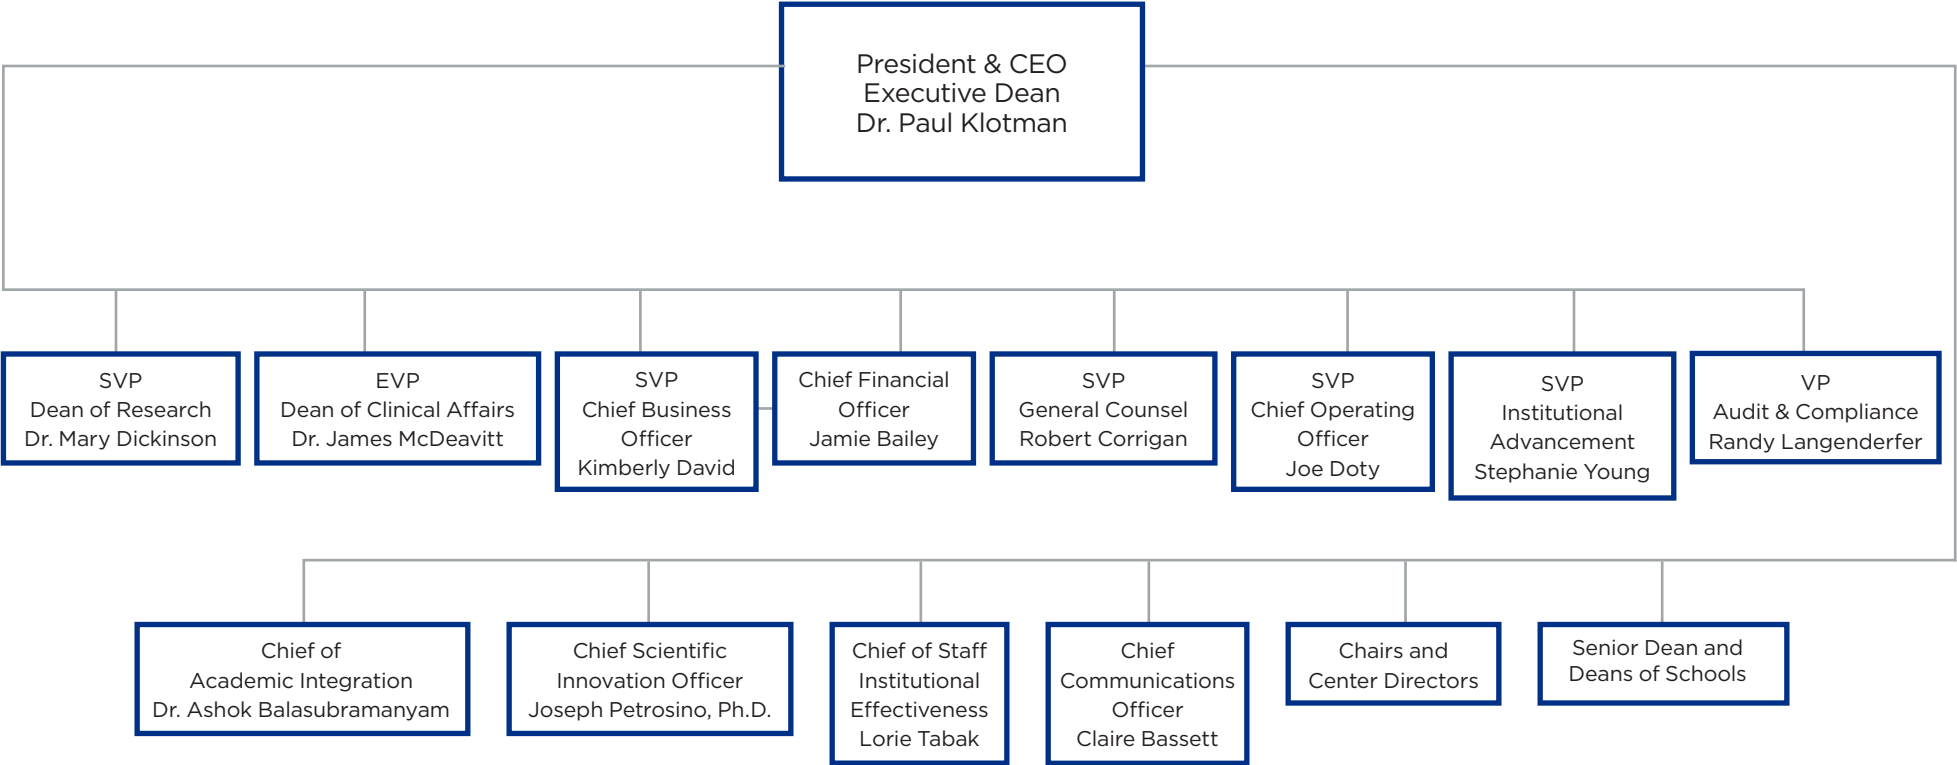 President & CEO
Executive Dean
Dr. Paul Klotman
SVP
Dean of Research
Dr. Mary Dickinson
EVP
Dean of Clinical Affairs
Dr. James McDeavitt
SVP
Chief Business
Officer
Kimberly David
Chief Financial
Officer
Jamie Bailey
SVP
General Counsel
Robert Corrigan
SVP
Chief Operating
Officer
Joe Doty
SVP
Institutional
Advancement
Stephanie Young
VP
Audit & Compliance
Randy Langenderfer
Chief of
Academic Integration
Dr. Ashok Balasubramanyam
Chief Scientific
Innovation Officer
Joseph Petrosino, Ph.D.
Chief of Staff
Institutional
Effectiveness
Lorie Tabak
Chief
Communications
Officer
Claire Bassett
Chairs and
Center Directors
Senior Dean and
Deans of Schools